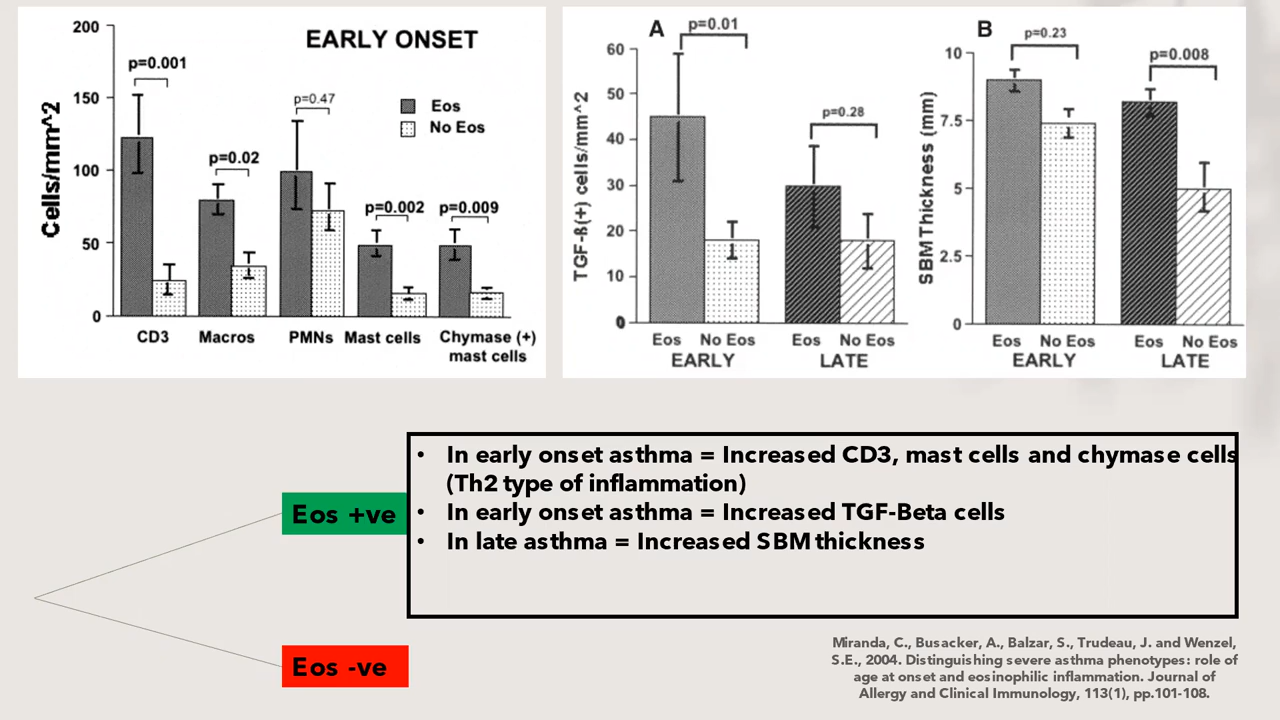 EARLY ONSET
200
150
100
50
0
Cells/mm^2
p=0.001
p=0.02
p=0.47
p=0.002
p=0.009
Eos
No Eos
CD3
Macros
PMNs
Mast cells
Chymase (+)
mast cells
A
p=0.01
p=0.28
60
50
40
30
20
10
0
TGF-ß(+) cells/mm^2
Eos No Eos Eos No Eos
EARLY LATE
B
p=0.23
p=0.008
10
7.5
5
2.5
0
SBM Thickness (mm)
Eos No Eos Eos No Eos
EARLY LATE
Eos +ve
• In early onset asthma = Increased CD3, mast cells and chymase cells
(Th2 type of inflammation)
• In early onset asthma = Increased TGF-Beta cells
• In late asthma = Increased SBM thickness
Eos -ve
Miranda, C., Busacker, A., Balzar, S., Trudeau, J. and Wenzel,
S.E., 2004. Distinguishing severe asthma phenotypes: role of
age at onset and eosinophilic inflammation. Journal of
Allergy and Clinical Immunology, 113(1), pp.101-108.